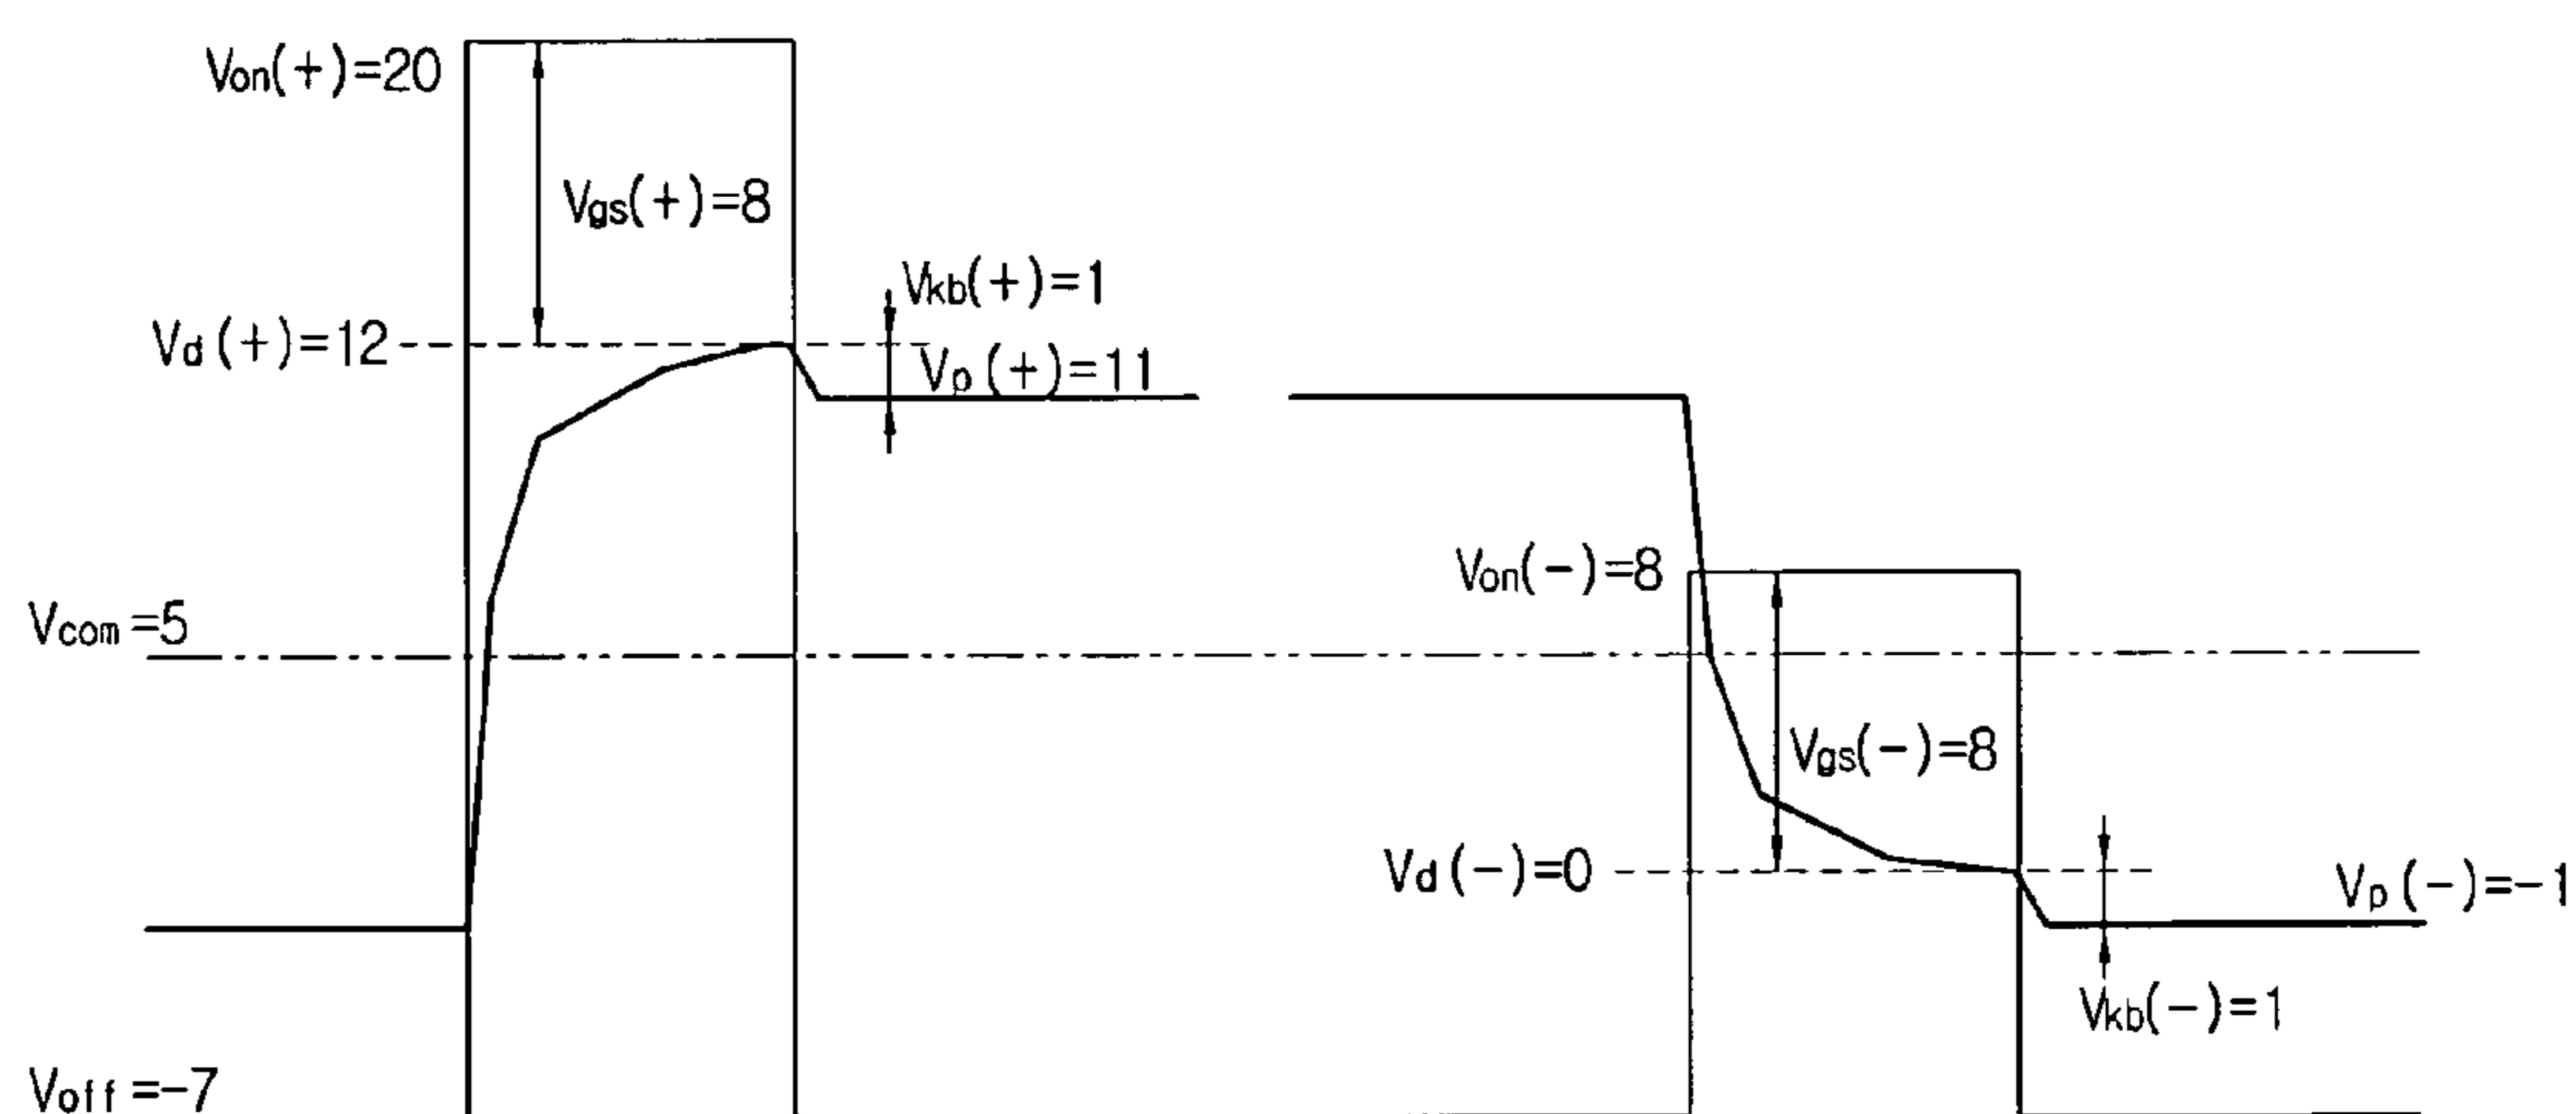 Von(+)=20
Vgs(+)=8
Vkb(+)=1
Vd(+)=12
Vp(+)=11
Von(-)=8
Vcom=5
Vgs(-)=8
Vd(-)=0
Vp(-)=-1
Vkb(-)=1
Voff=-7